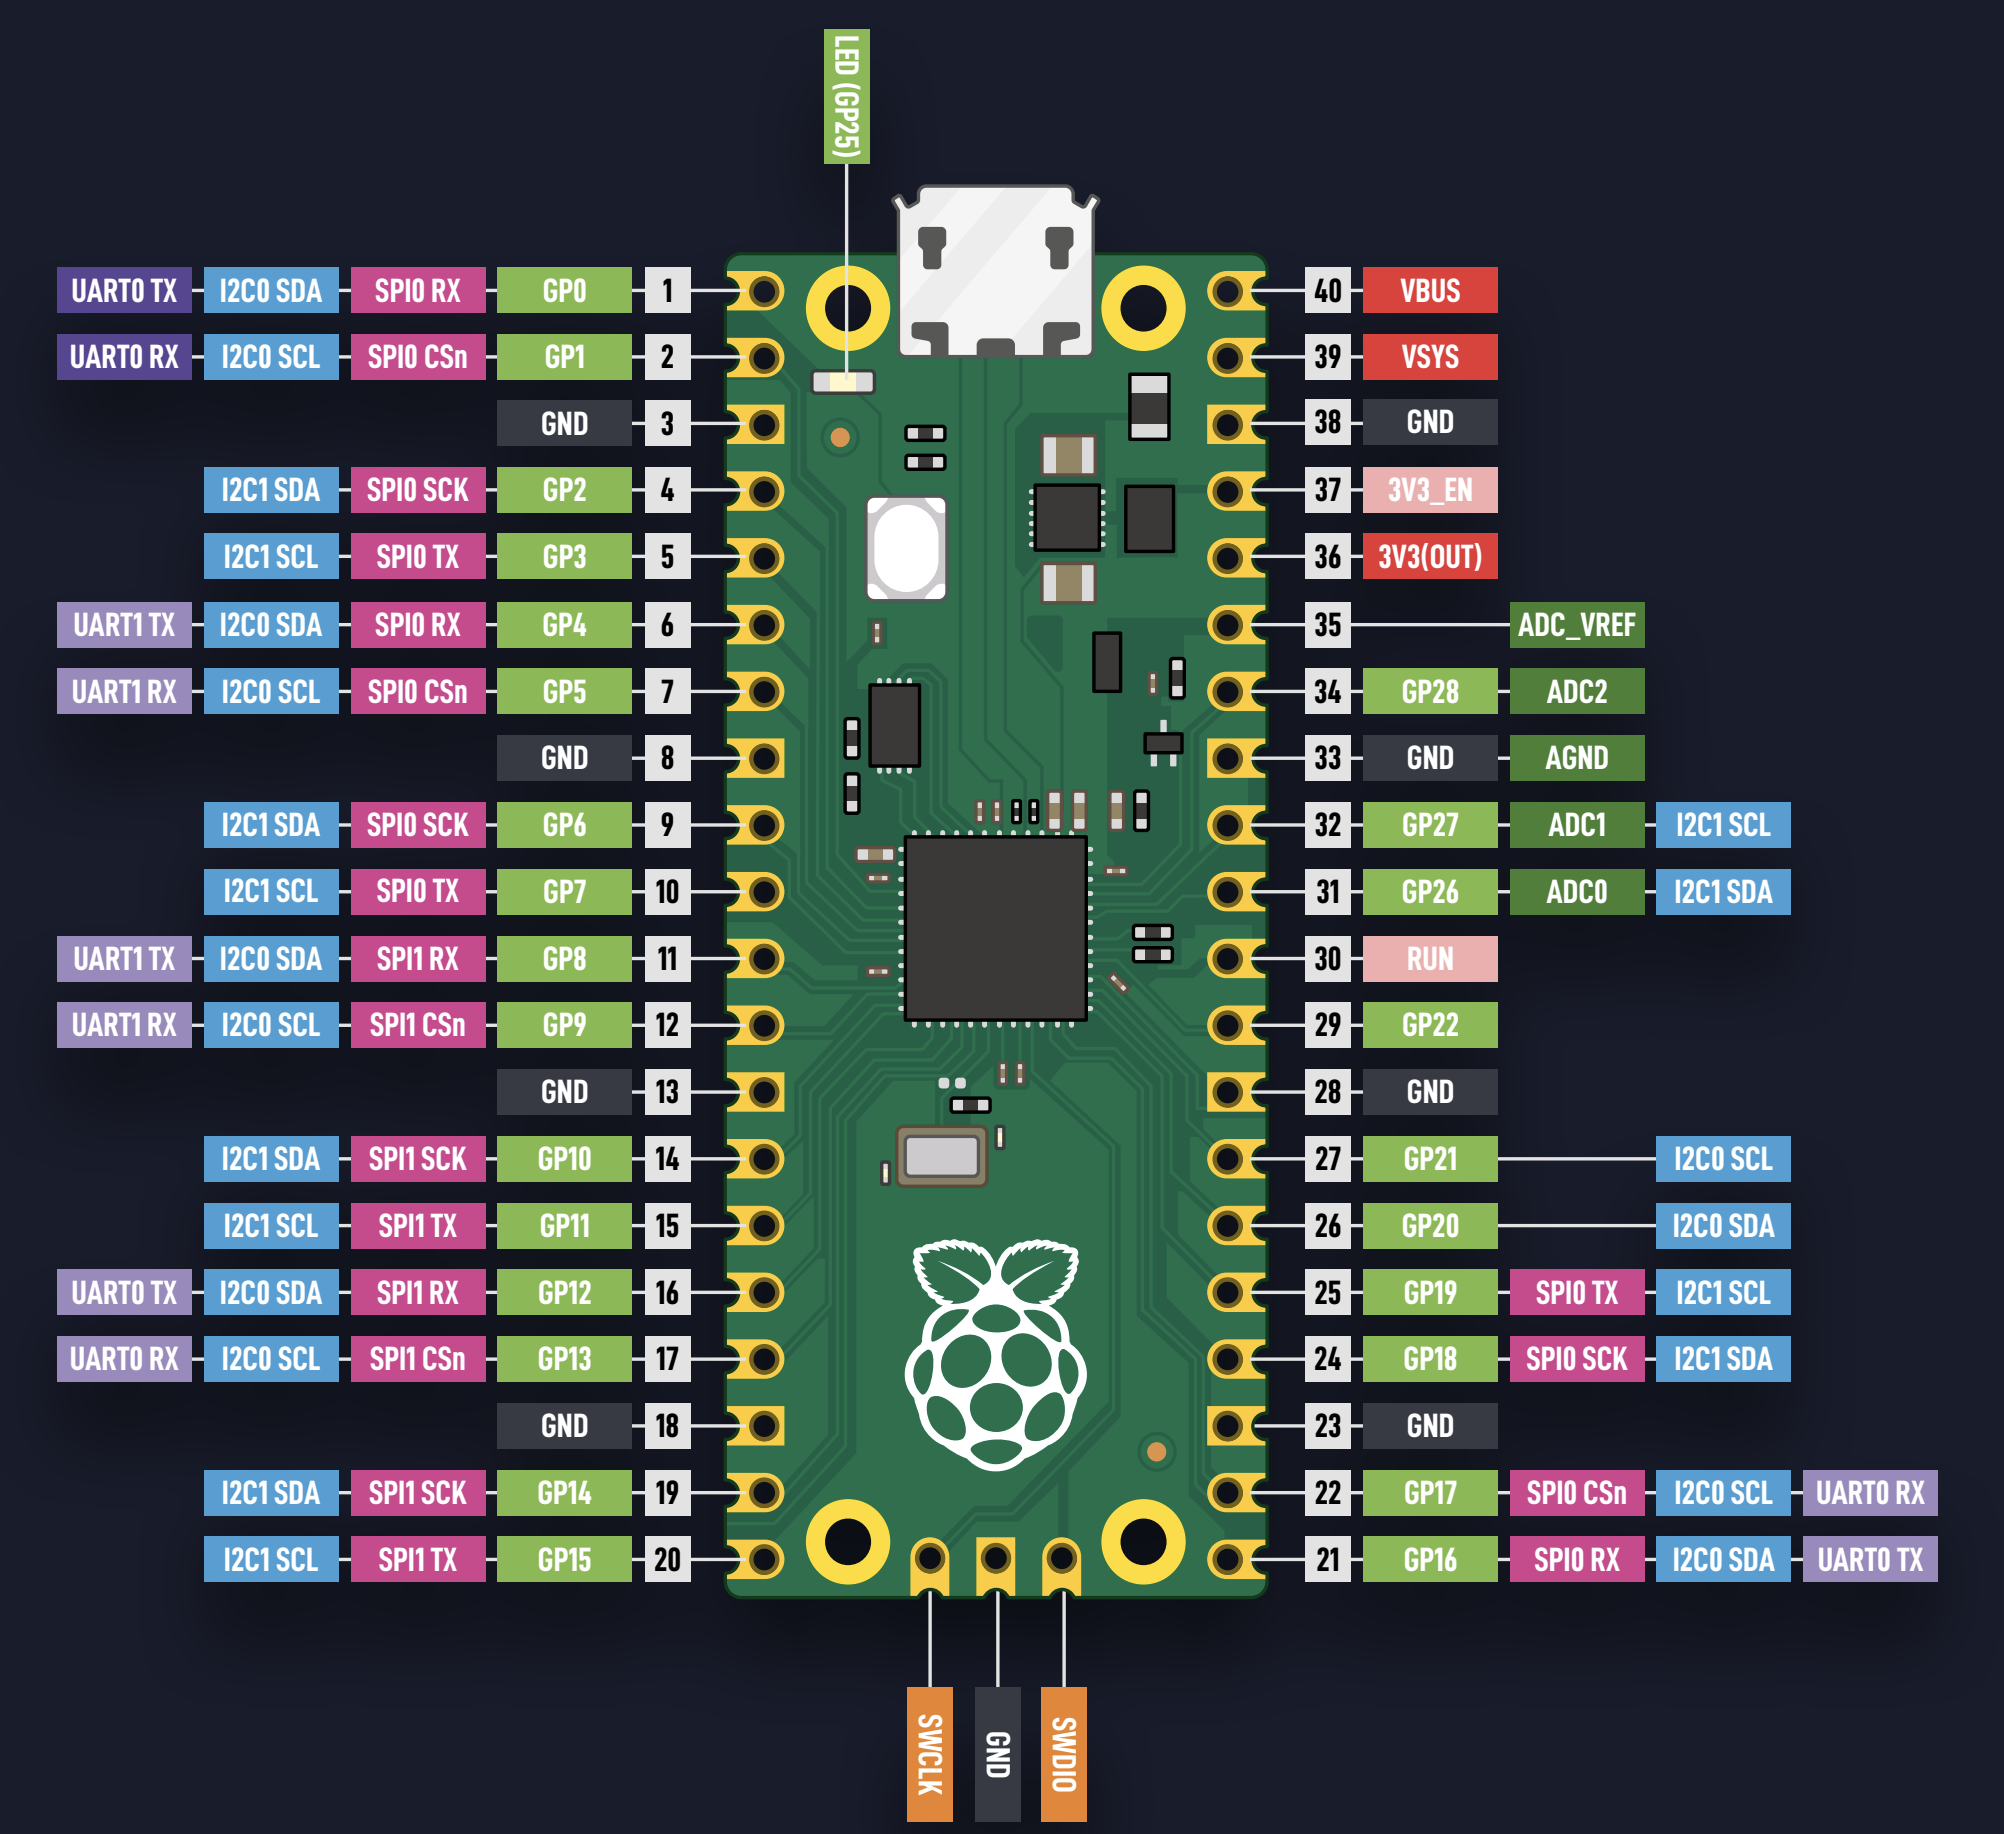 LED (GP25)
UART0 TX I2C0 SDA SPI0 RX GP0 1 40 VBUS
UART0 RX I2C0 SCL SPI0 CSn GP1 2 39 VSYS
GND 3 38 GND
I2C1 SDA SPI0 SCK GP2 4 37 3V3_EN
I2C1 SCL SPI0 TX GP3 5 36 3V3(OUT)
UART1 TX I2C0 SDA SPI0 RX GP4 6 35 ADC_VREF
UART1 RX I2C0 SCL SPI0 CSn GP5 7 34 GP28 ADC2
GND 8 33 GND AGND
I2C1 SDA SPI0 SCK GP6 9 32 GP27 ADC1 I2C1 SCL
I2C1 SCL SPI0 TX GP7 10 31 GP26 ADC0 I2C1 SDA
UART1 TX I2C0 SDA SPI1 RX GP8 11 30 RUN
UART1 RX I2C0 SCL SPI1 CSn GP9 12 29 GP22
GND 13 28 GND
I2C1 SDA SPI1 SCK GP10 14 27 GP21 I2C0 SCL
I2C1 SCL SPI1 TX GP11 15 26 GP20 I2C0 SDA
UART0 TX I2C0 SDA SPI1 RX GP12 16 25 GP19 SPI0 TX I2C1 SCL
UART0 RX I2C0 SCL SPI1 CSn GP13 17 24 GP18 SPI0 SCK I2C1 SDA
GND 18 23 GND
I2C1 SDA SPI1 SCK GP14 19 22 GP17 SPI0 CSn I2C0 SCL UART0 RX
I2C1 SCL SPI1 TX GP15 20 21 GP16 SPI0 RX I2C0 SDA UART0 TX
SWCLK
GND
SWDIO